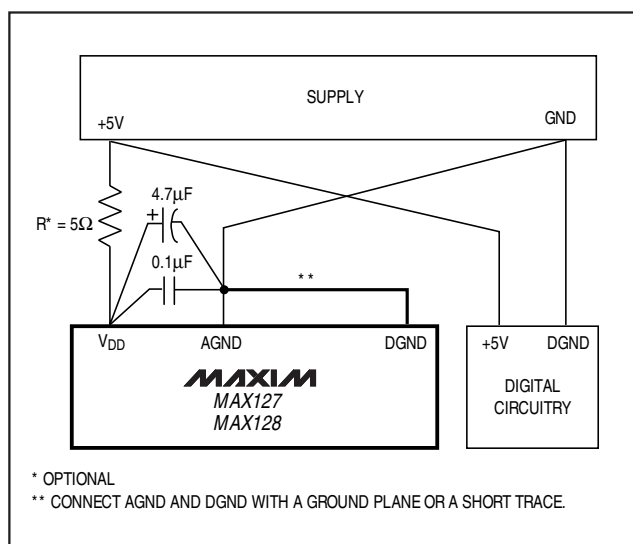 SUPPLY
+5V
GND
4.7µF
+
R* = 5Ω
0.1µF
**
VDD
AGND
DGND
+5V
DGND
MAXIM
MAX127
MAX128
DIGITAL
CIRCUITRY
* OPTIONAL
** CONNECT AGND AND DGND WITH A GROUND PLANE OR A SHORT TRACE.